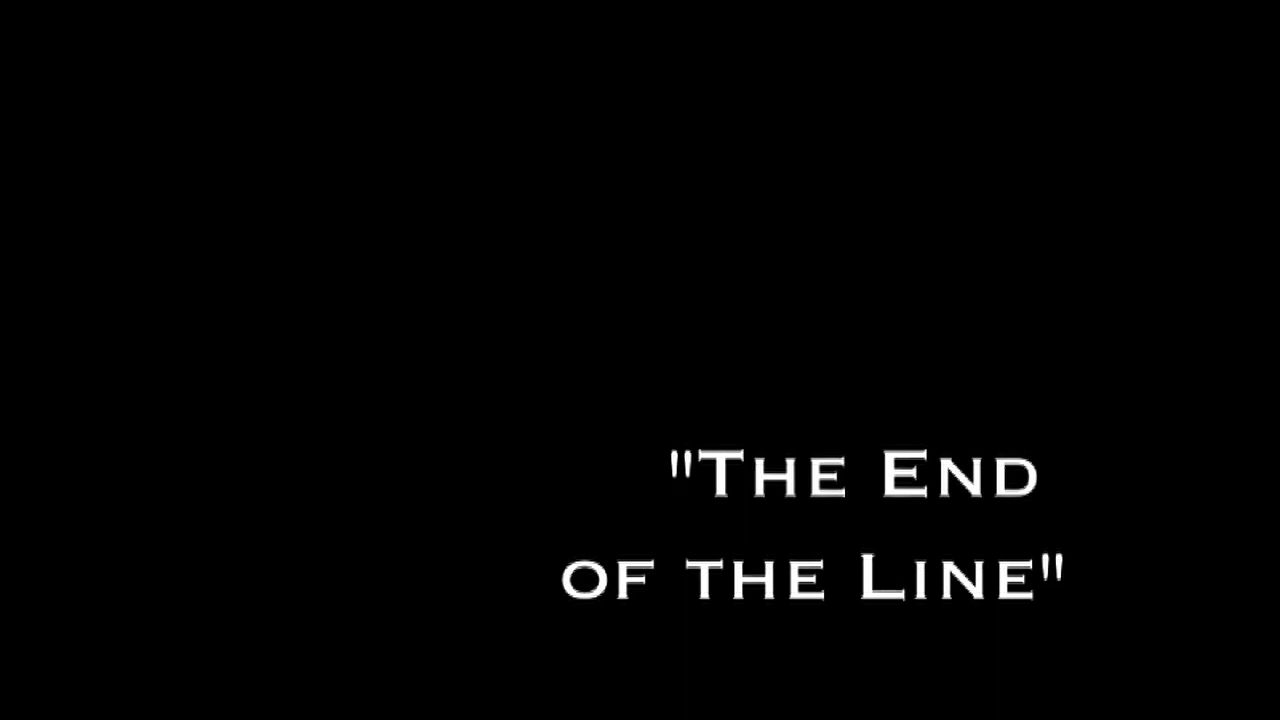 "The End
of the Line"